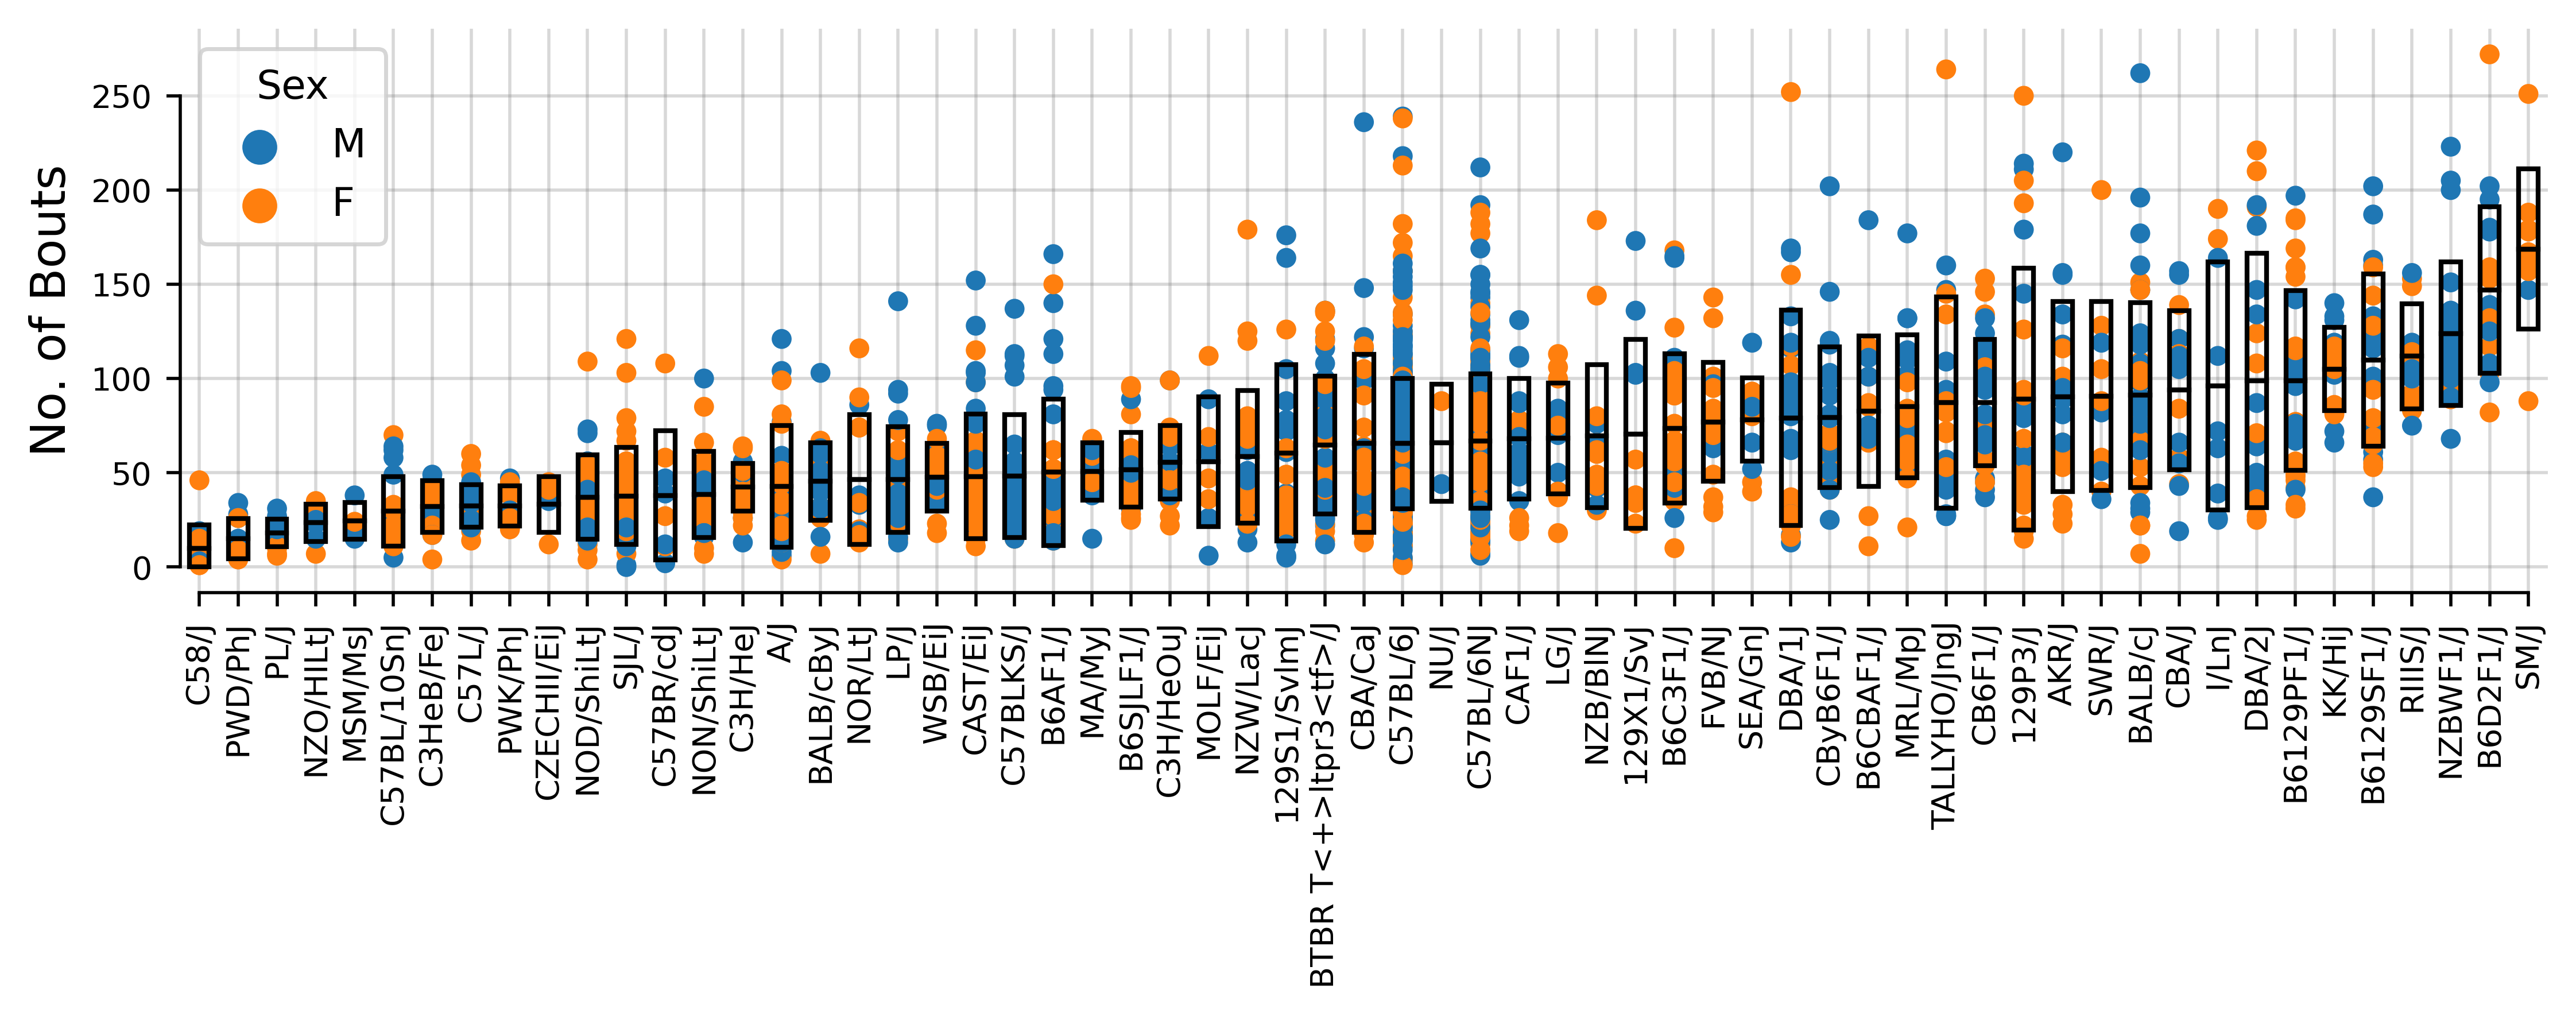 Sex
M
F
No. of Bouts
250
200
150
100
50
0
C58/J
PWD/PhJ
PL/J
NZO/HlLtJ
MSM/Ms
C57BL/10SnJ
C3HeB/FeJ
C57L/J
PWK/PhJ
CZECHII/EiJ
NOD/ShiLtJ
SJL/J
C57BR/cdJ
NON/ShiLtJ
C3H/HeJ
A/J
BALB/cByJ
NOR/LtJ
LP/J
WSB/EiJ
CAST/EiJ
C57BLKS/J
B6AF1/J
MA/MyJ
B6SJLF1/J
C3H/HeOuJ
MOLF/EiJ
NZW/LacJ
129S1/SvImJ
BTBR T<+>ltpr3<tf>/J
CBA/CaJ
C57BL/6J
NU/J
C57BL/6NJ
CAF1/J
LG/J
NZB/BlNJ
129X1/SvJ
B6C3F1/J
FVB/NJ
SEA/GnJ
DBA/1J
CByB6F1/J
B6CBAF1/J
MRL/MpJ
TALLYHO/JngJ
CB6F1/J
129P3/J
AKR/J
SWR/J
BALB/cJ
CBA/J
I/LnJ
DBA/2J
B6129PF1/J
KK/HiJ
B6129SF1/J
RIIIS/J
NZBWF1/J
B6D2F1/J
SM/J